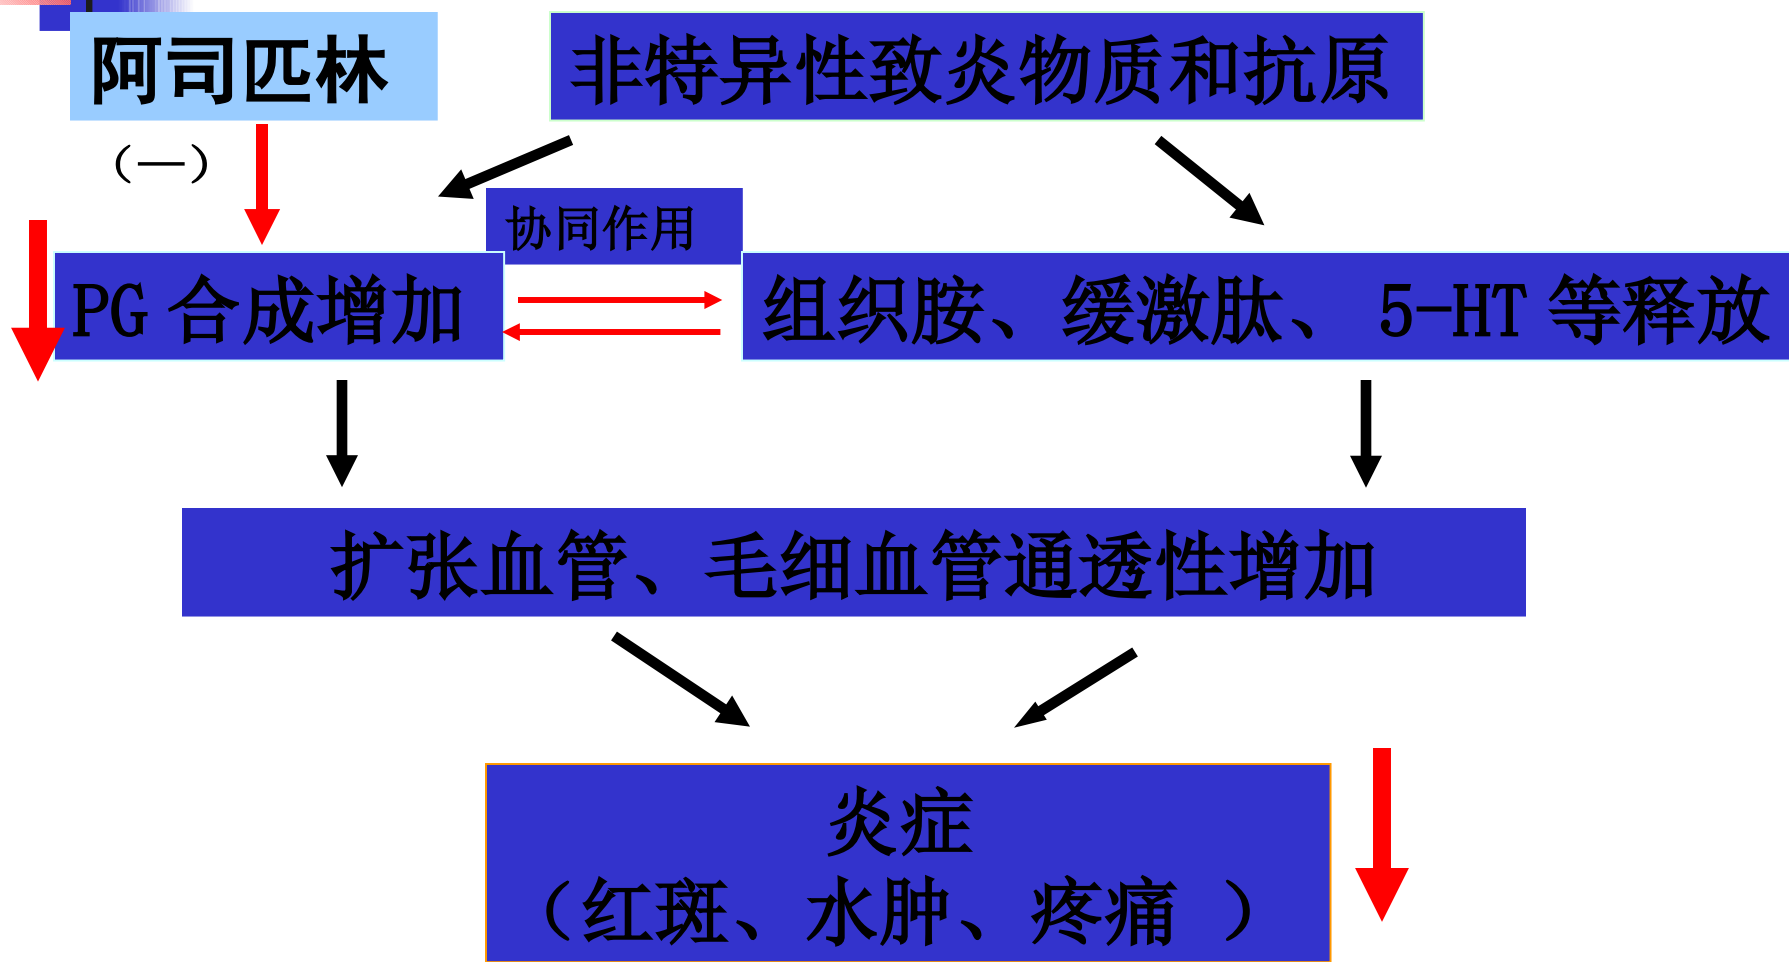 阿司匹林
非特异性致炎物质和抗原
（—）
协同作用
PG 合成增加
组织胺、缓激肽、5-HT 等释放
扩张血管、毛细血管通透性增加
炎症
（红斑、水肿、疼痛 ）